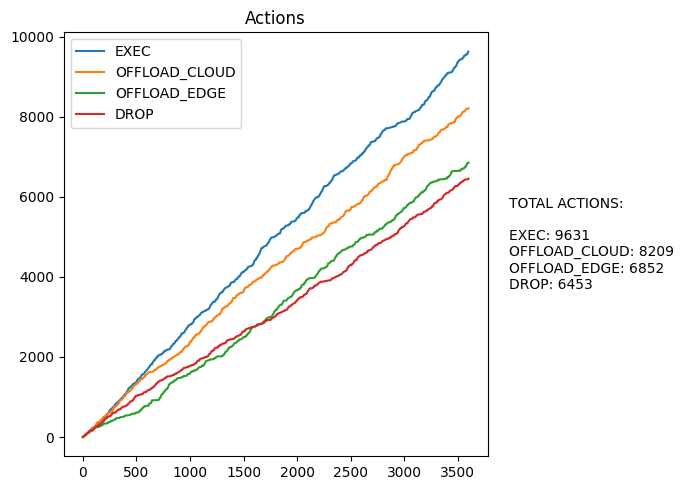 Actions
EXEC
OFFLOAD_CLOUD
OFFLOAD_EDGE
DROP
10000
8000
6000
4000
2000
0
0 500 1000 1500 2000 2500 3000 3500
TOTAL ACTIONS:
EXEC: 9631
OFFLOAD_CLOUD: 8209
OFFLOAD_EDGE: 6852
DROP: 6453